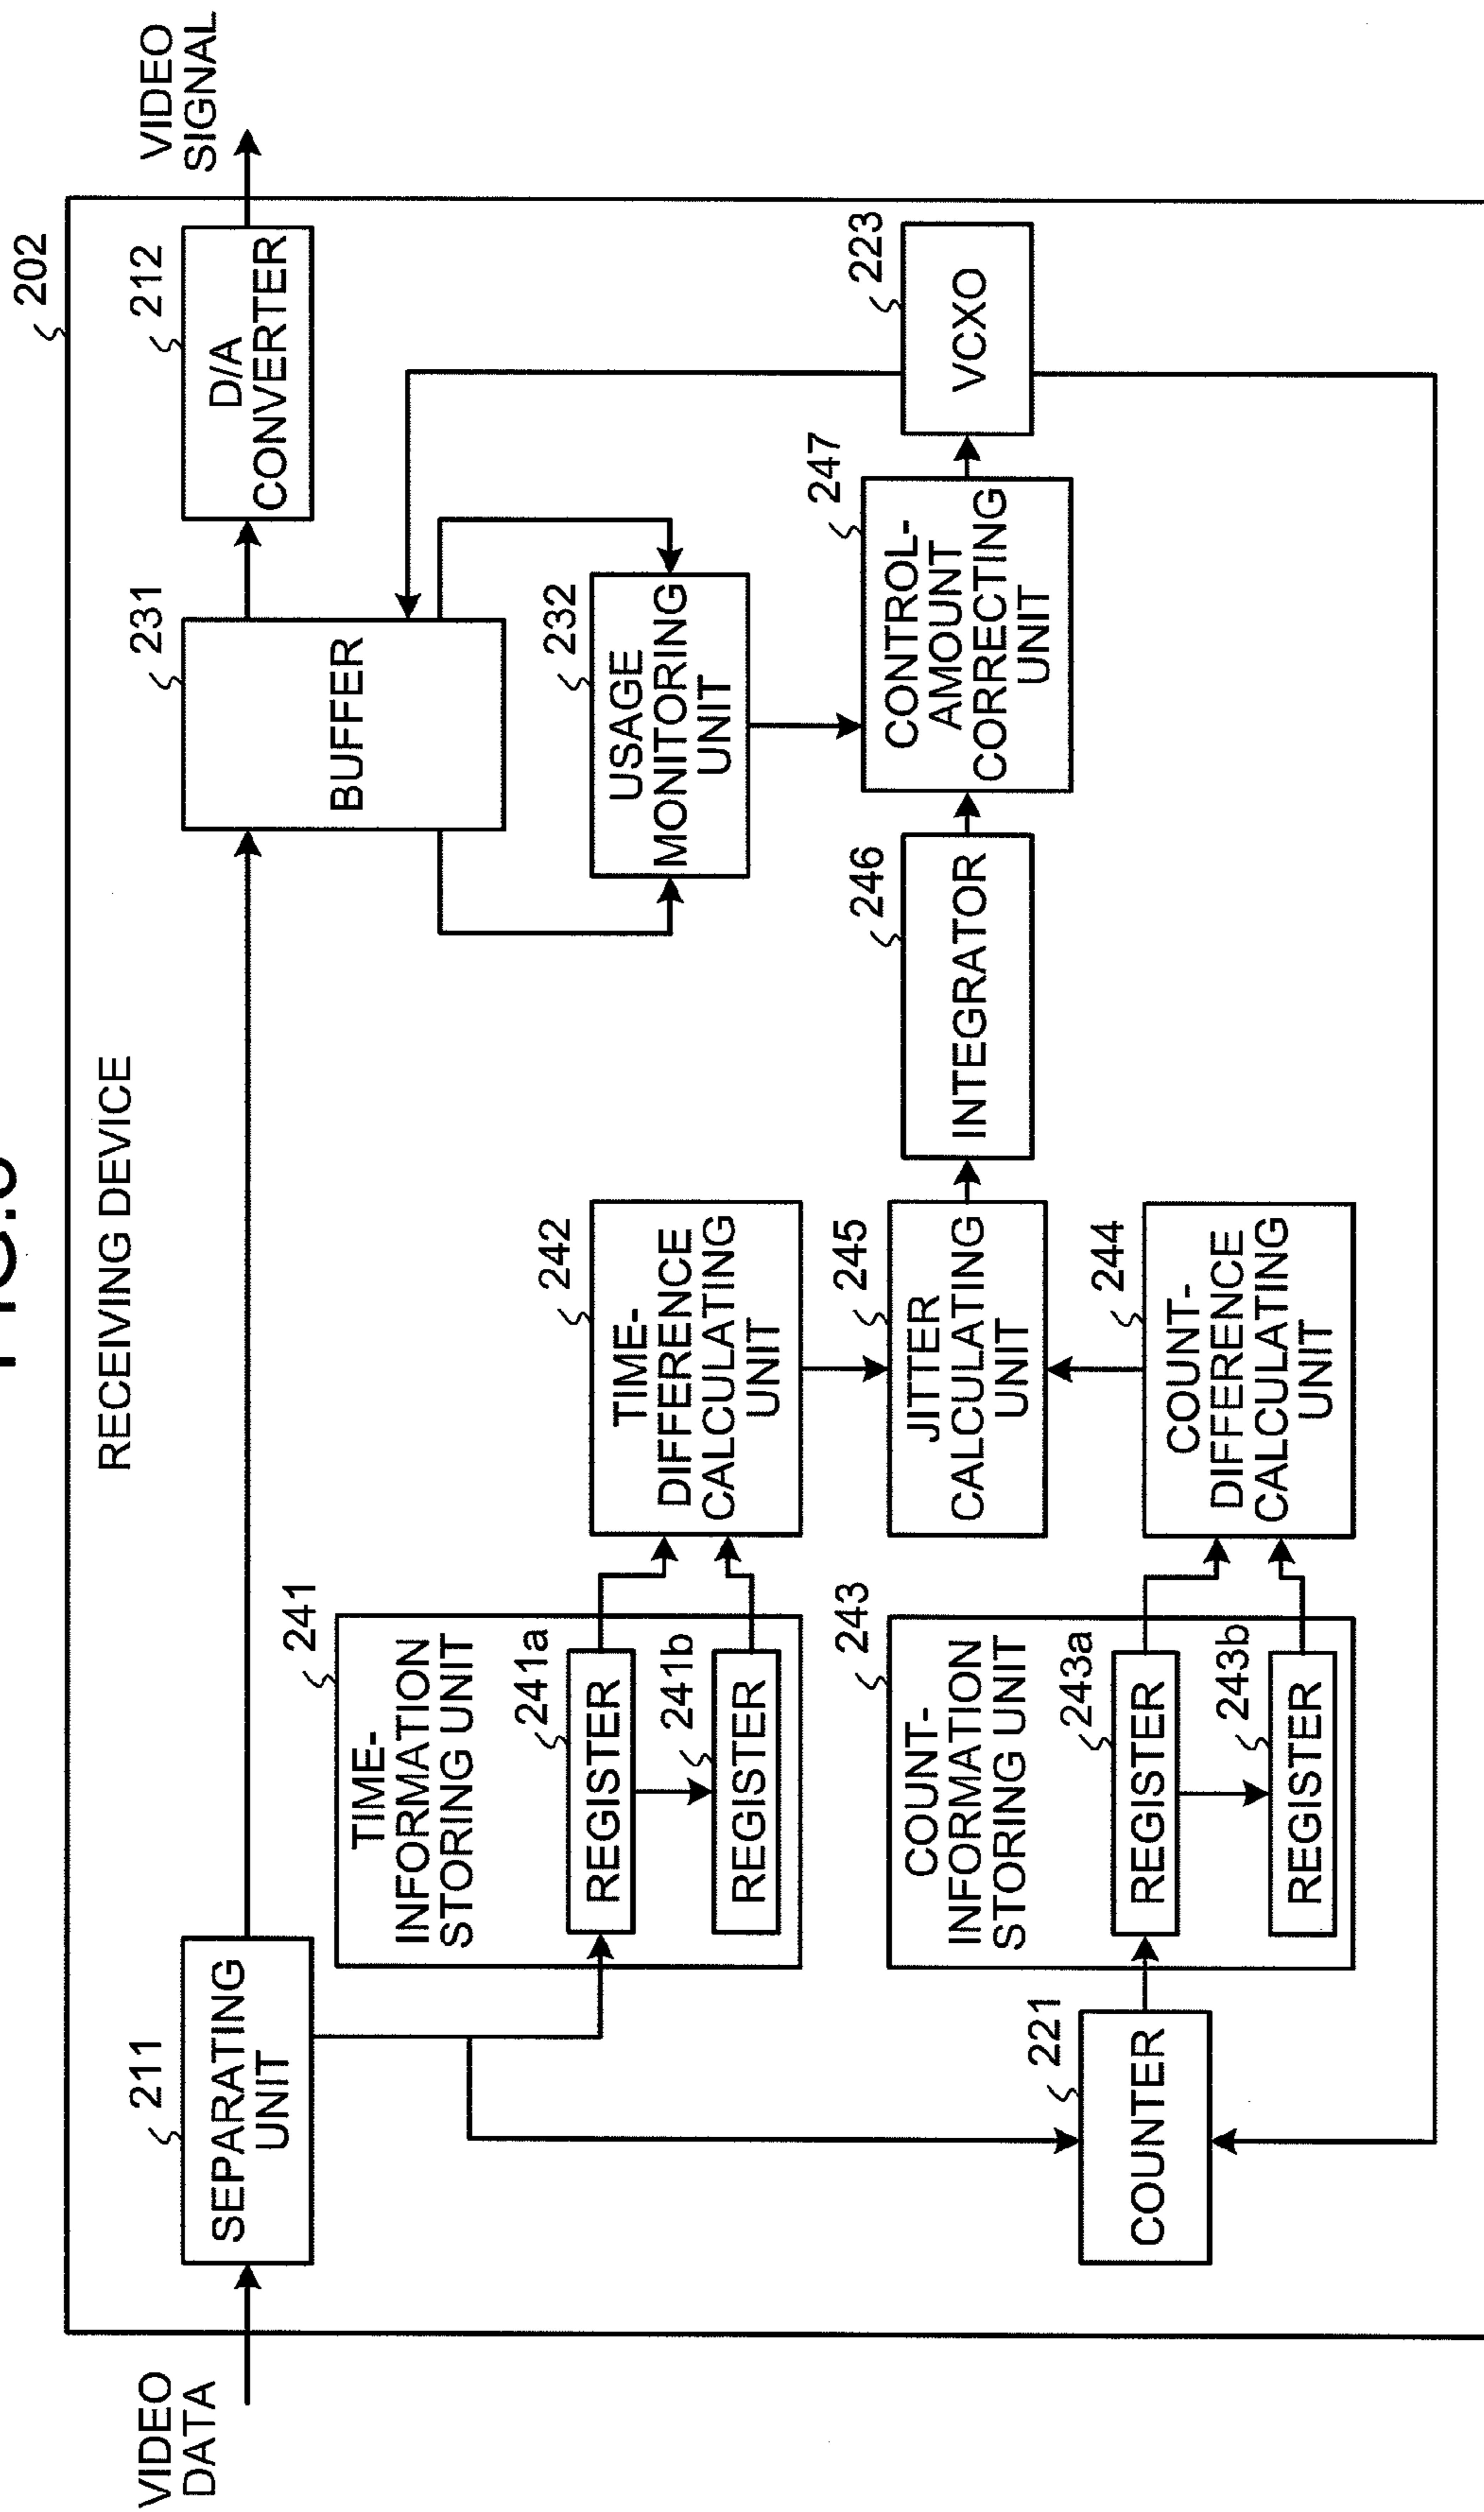 RECEIVING DEVICE
202
VIDEO
DATA
211
SEPARATING
UNIT
231
BUFFER
212
D/A
CONVERTER
VIDEO
SIGNAL
241
TIME-
INFORMATION
STORING UNIT
241a
REGISTER
241b
REGISTER
242
TIME-
DIFFERENCE
CALCULATING
UNIT
232
USAGE
MONITORING
UNIT
221
COUNTER
243
COUNT-
INFORMATION
STORING UNIT
243a
REGISTER
243b
REGISTER
245
JITTER
CALCULATING
UNIT
244
COUNT-
DIFFERENCE
CALCULATING
UNIT
246
INTEGRATOR
247
CONTROL-
AMOUNT
CORRECTING
UNIT
223
VCXO